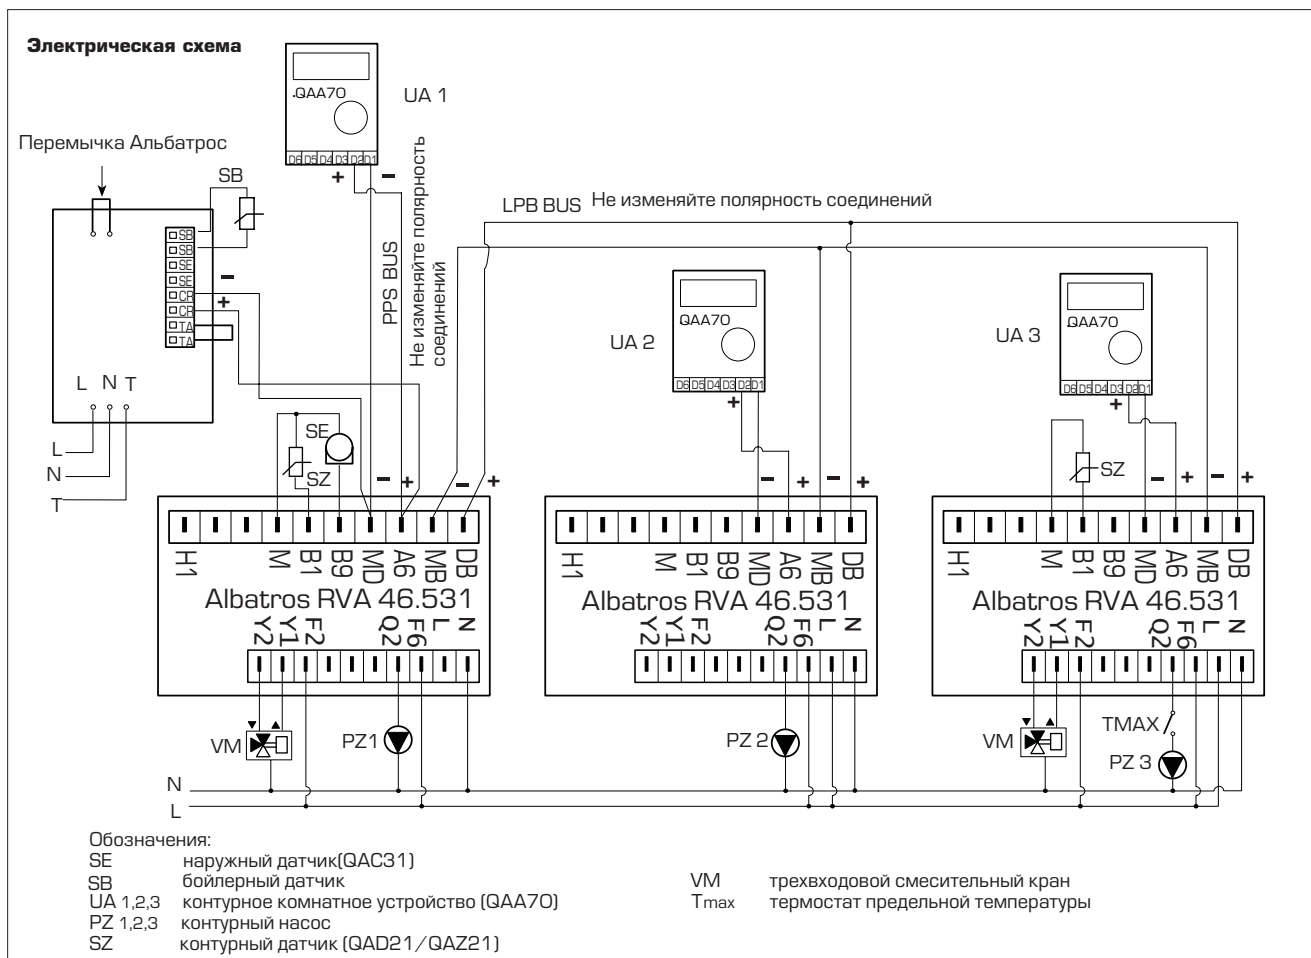 Электрическая схема
.QAA70
D6 D5 D4 D3 D2 D1
UA 1
+
−
Перемычка Альбатрос
SB
SB
SB
SE
SE
CR
CR
TA
TA
−
+
L N T
L
N
T
PPS BUS
Не изменяйте полярность
соединений
LPB BUS Не изменяйте полярность соединений
QAA70
D6 D5 D4 D3 D2 D1
UA 2
+
.QAA70
D6 D5 D4 D3 D2 D1
UA 3
+
SE
SZ
− + − +
H1 M B1 B9 MD A6 MB DB
Albatros RVA 46.531
Y2 Y1 F2 Q2 F6 L N
− + − +
H1 M B1 B9 MD A6 MB DB
Albatros RVA 46.531
Y2 Y1 F2 Q2 F6 L N
SZ
− + − +
H1 M B1 B9 MD A6 MB DB
Albatros RVA 46.531
Y2 Y1 F2 Q2 F6 L N
VM
PZ1
PZ 2
VM
TMAX
PZ 3
N
L
Обозначения:
SE наружный датчик(QAC31)
SB бойлерный датчик
UA 1,2,3 контурное комнатное устройство (QAA70)
PZ 1,2,3 контурный насос
SZ контурный датчик (QAD21/QAZ21)
VM трехвходовой смесительный кран
Tmax термостат предельной температуры